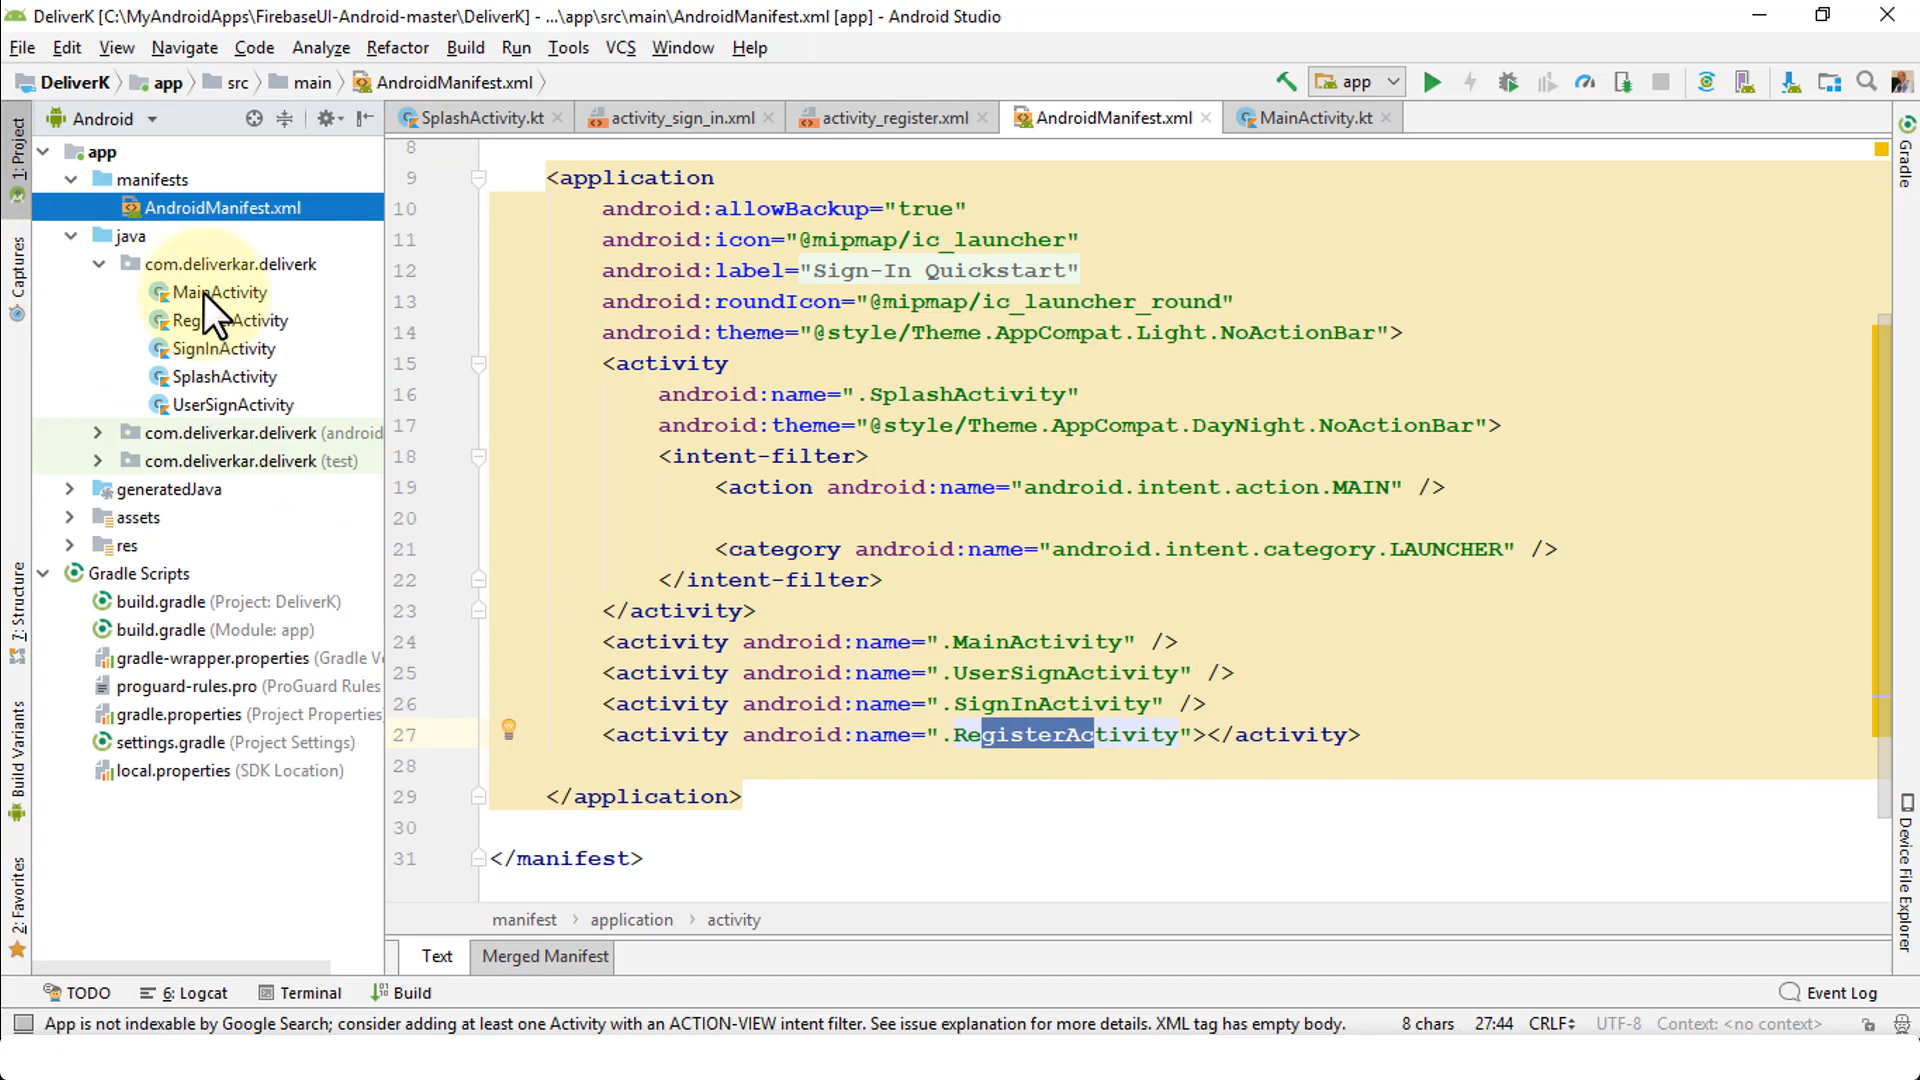 DeliverK [C:\MyAndroidApps\FirebaseUI-Android-master\DeliverK] - ...\app\src\main\AndroidManifest.xml [app] - Android Studio
File Edit View Navigate Code Analyze Refactor Build Run Tools VCS Window Help
DeliverK app src main AndroidManifest.xml app
Android
SplashActivity.kt activity_sign_in.xml activity_register.xml AndroidManifest.xml MainActivity.kt
1: Project
Captures
7: Structure
Build Variants
2: Favorites
app
manifests
AndroidManifest.xml
java
com.deliverkar.deliverk
MainActivity
RegisterActivity
SignInActivity
SplashActivity
UserSignActivity
com.deliverkar.deliverk (android
com.deliverkar.deliverk (test)
generatedJava
assets
res
Gradle Scripts
build.gradle (Project: DeliverK)
build.gradle (Module: app)
gradle-wrapper.properties (Gradle Ve
proguard-rules.pro (ProGuard Rules
gradle.properties (Project Properties
settings.gradle (Project Settings)
local.properties (SDK Location)
8
9 <application
10 android:allowBackup="true"
11 android:icon="@mipmap/ic_launcher"
12 android:label="Sign-In Quickstart"
13 android:roundIcon="@mipmap/ic_launcher_round"
14 android:theme="@style/Theme.AppCompat.Light.NoActionBar">
15 <activity
16 android:name=".SplashActivity"
17 android:theme="@style/Theme.AppCompat.DayNight.NoActionBar">
18 <intent-filter>
19 <action android:name="android.intent.action.MAIN" />
20
21 <category android:name="android.intent.category.LAUNCHER" />
22 </intent-filter>
23 </activity>
24 <activity android:name=".MainActivity" />
25 <activity android:name=".UserSignActivity" />
26 <activity android:name=".SignInActivity" />
27 <activity android:name=".RegisterActivity"></activity>
28
29 </application>
30
31 </manifest>
manifest application activity
Text Merged Manifest
Gradle
Device File Explorer
TODO 6: Logcat Terminal Build Event Log
App is not indexable by Google Search; consider adding at least one Activity with an ACTION-VIEW intent filter. See issue explanation for more details. XML tag has empty body. 8 chars 27:44 CRLF UTF-8 Context: <no context>